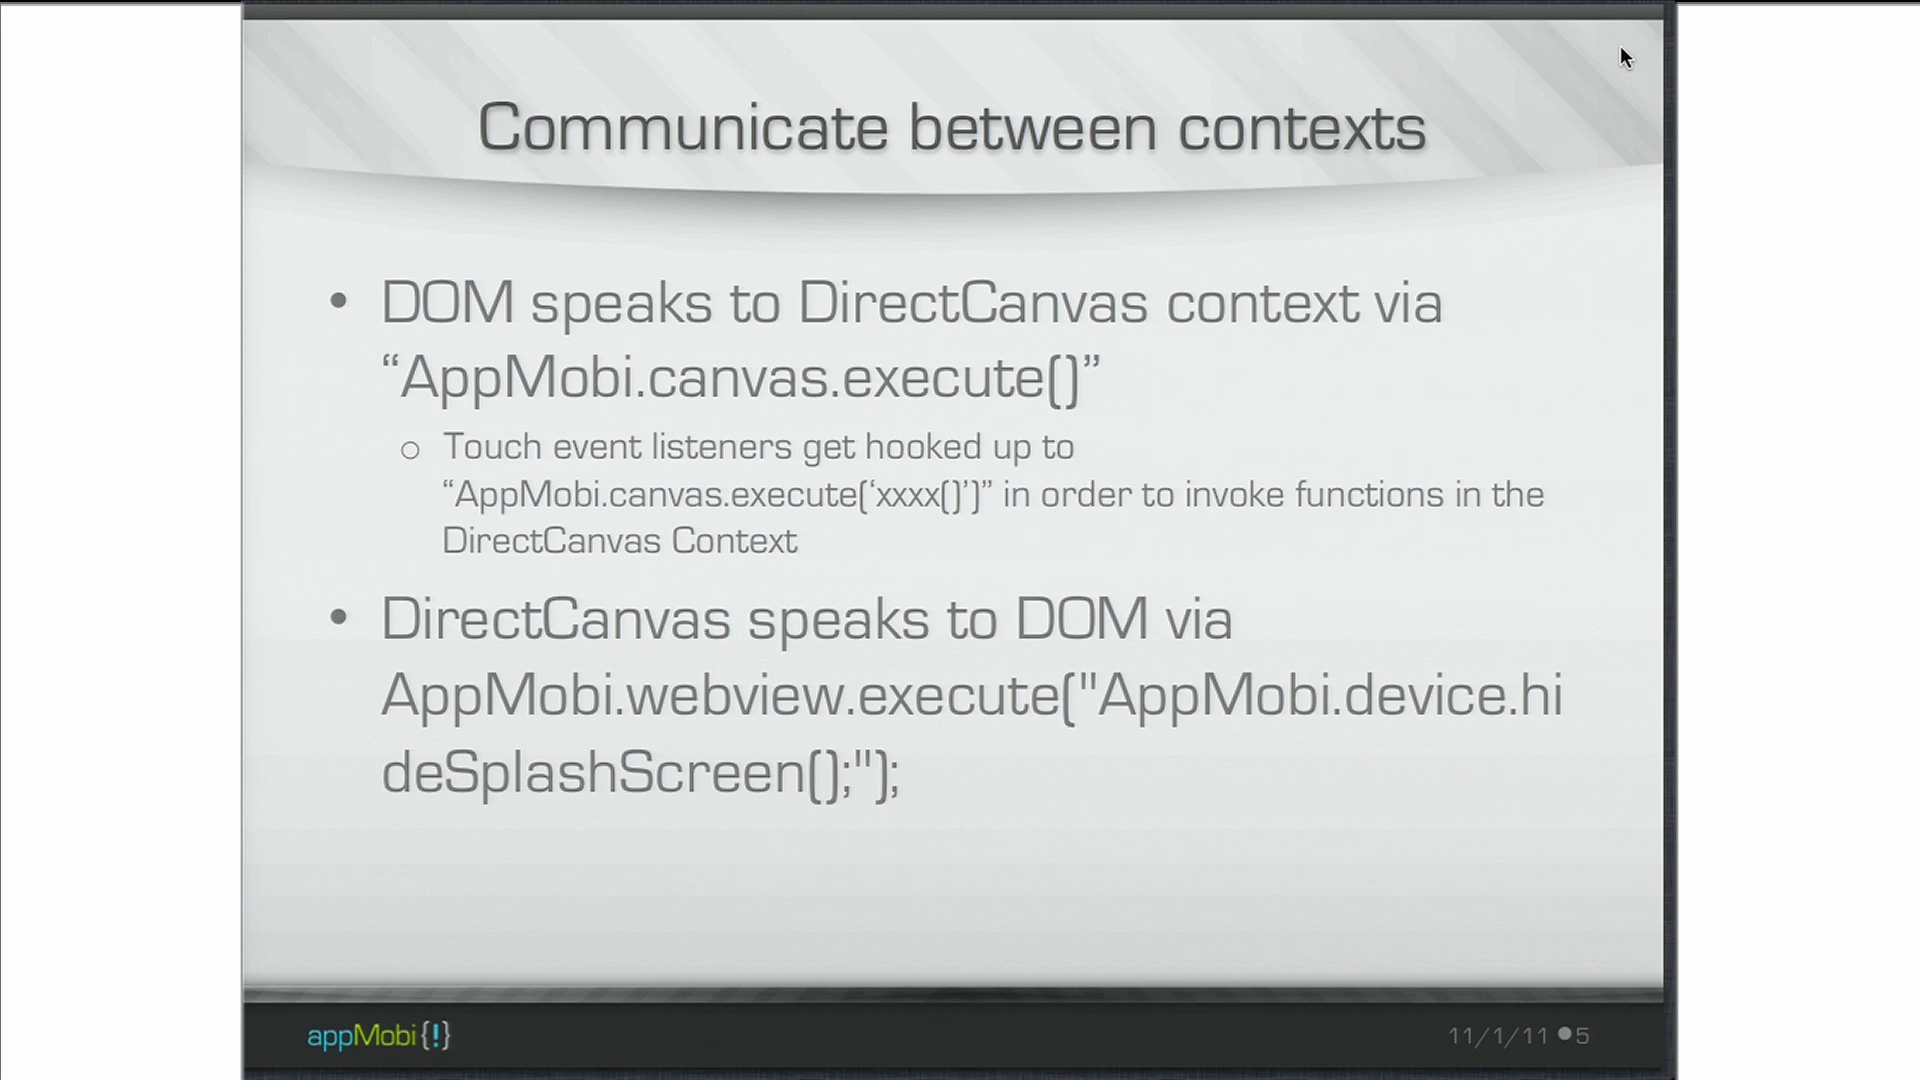 Communicate between contexts
• DOM speaks to DirectCanvas context via
“AppMobi.canvas.execute()”
○ Touch event listeners get hooked up to
“AppMobi.canvas.execute(‘xxxx()’)” in order to invoke functions in the
DirectCanvas Context
• DirectCanvas speaks to DOM via
AppMobi.webview.execute("AppMobi.device.hi
deSplashScreen();");
appMobi{!}
11/1/11 ●5